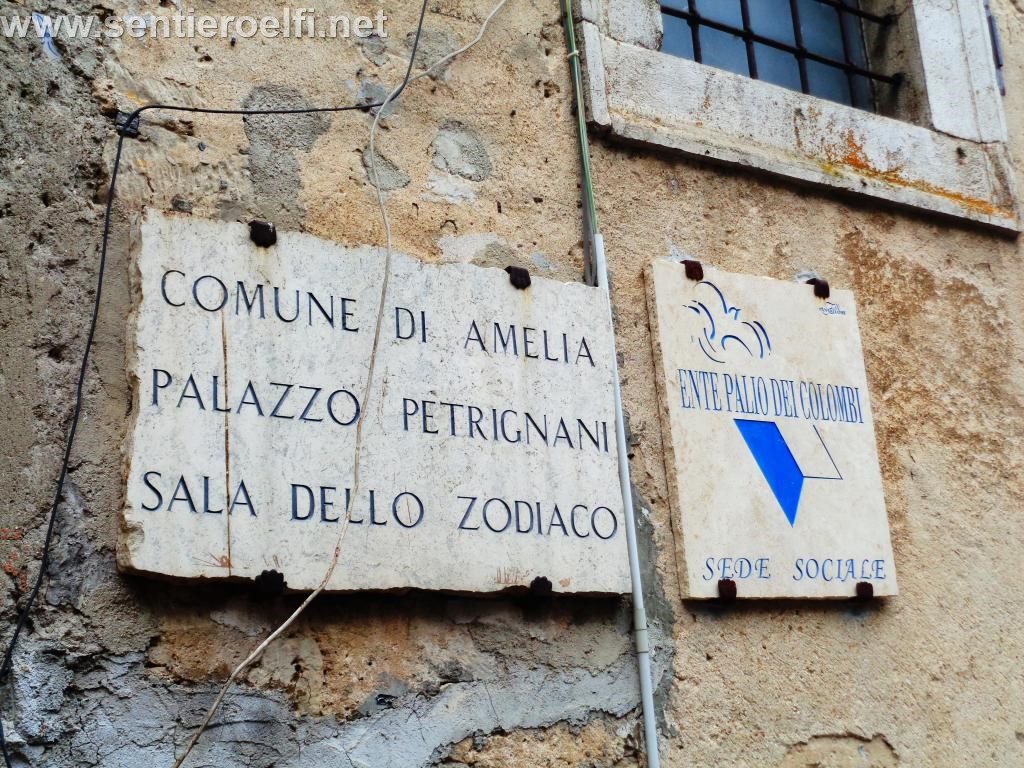 www.sentieroelfi.net
COMUNE DI AMELIA
PALAZZO PETRIGNANI
SALA DELLO ZODIACO
ENTE PALIO DEI COLOMBI
SEDE SOCIALE